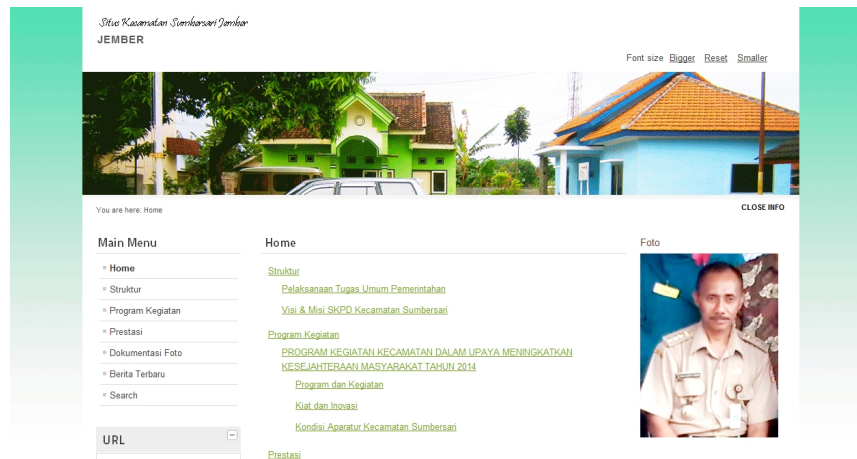 Situs Kecamatan Sumbersari Jember
JEMBER
Font size Bigger Reset Smaller
You are here: Home
CLOSE INFO
Main Menu
Home
Struktur
Program Kegiatan
Prestasi
Dokumentasi Foto
Berita Terbaru
Search
URL
Home
Struktur
Pelaksanaan Tugas Umum Pemerintahan
Visi & Misi SKPD Kecamatan Sumbersari
Program Kegiatan
PROGRAM KEGIATAN KECAMATAN DALAM UPAYA MENINGKATKAN
KESEJAHTERAAN MASYARAKAT TAHUN 2014
Program dan Kegiatan
Kiat dan Inovasi
Kondisi Aparatur Kecamatan Sumbersari
Prestasi
Foto